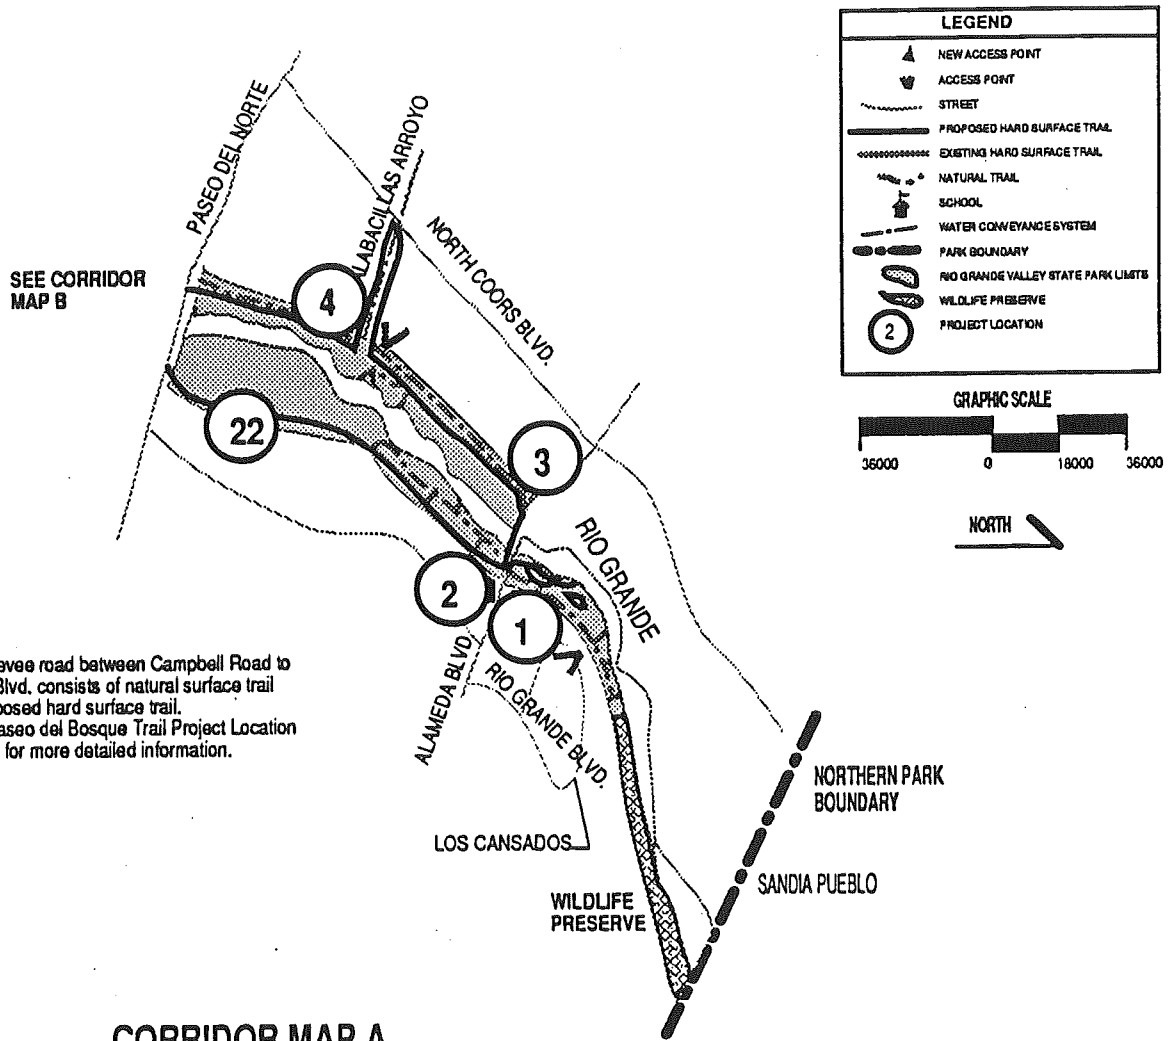 LEGEND
NEW ACCESS POINT
ACCESS POINT
STREET
PROPOSED HARD SURFACE TRAIL
EXISTING HARD SURFACE TRAIL
NATURAL TRAIL
SCHOOL
WATER CONVEYANCE SYSTEM
PARK BOUNDARY
RIO GRANDE VALLEY STATE PARK LIMITS
WILDLIFE PRESERVE
2 PROJECT LOCATION
GRAPHIC SCALE
36000 0 18000 36000
NORTH
PASEO DEL NORTE
LABACILLAS ARROYO
NORTH COORS BLVD.
SEE CORRIDOR
MAP B
4
22
3
RIO GRANDE
2
1
ALAMEDA BLVD
RIO GRANDE BLVD.
evee road between Campbell Road to
Blvd. consists of natural surface trail
posed hard surface trail.
aseo del Bosque Trail Project Location
for more detailed information.
LOS CANSADOS
NORTHERN PARK
BOUNDARY
SANDIA PUEBLO
WILDLIFE
PRESERVE
CORRIDOR MAP A